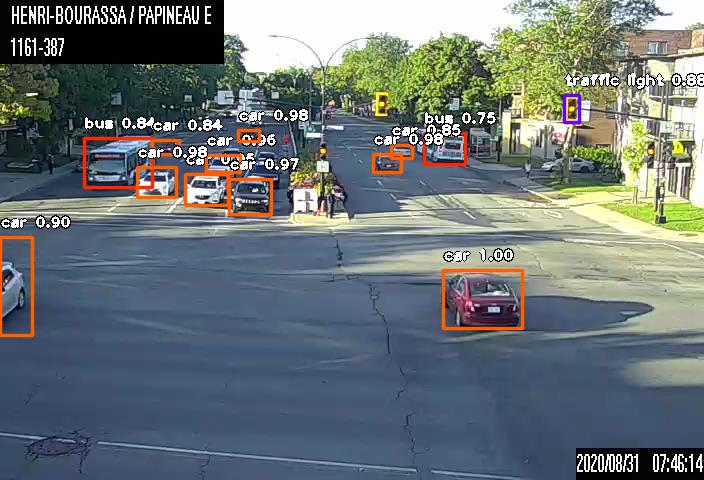 HENRI-BOURASSA / PAPINEAU E
1161-387
traffic light 0.88
car 0.98
bus 0.84
car 0.84
bus 0.75
car 0.85
car 0.96
car 0.98
car 0.98
car 0.97
car 0.90
car 1.00
2020/08/31 07:46:14